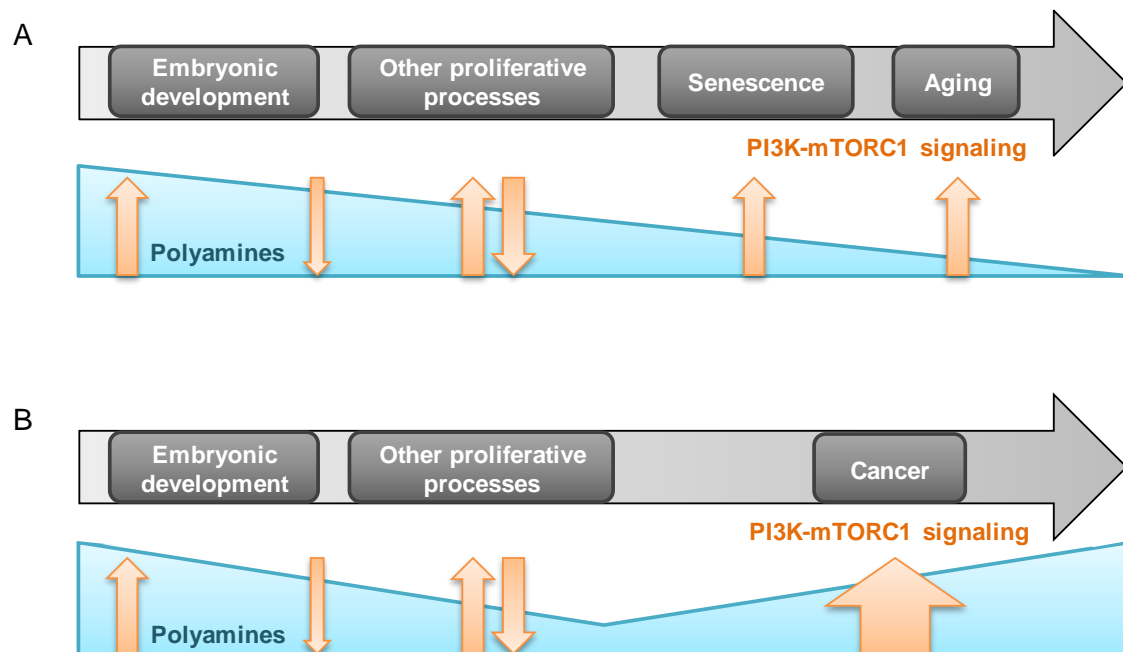 A
Embryonic
development
Other proliferative
processes
Senescence
Aging
PI3K-mTORC1 signaling
Polyamines
B
Embryonic
development
Other proliferative
processes
Cancer
PI3K-mTORC1 signaling
Polyamines